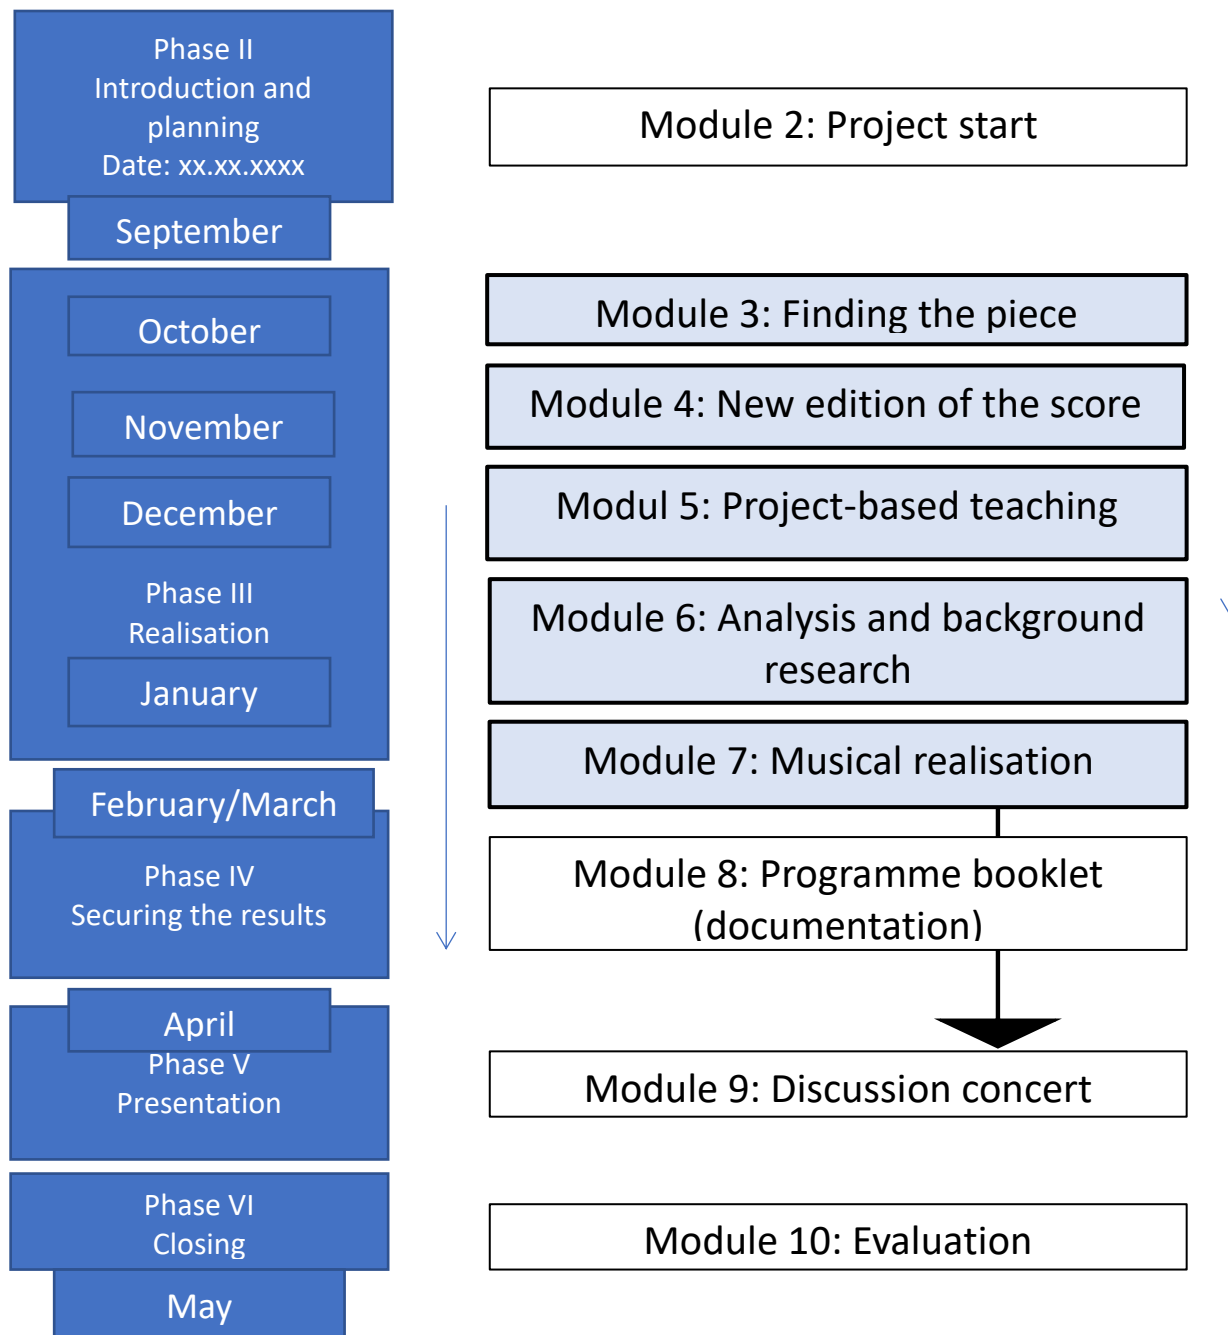 Phase II
Introduction and
planning
Date: xx.xx.xxxx
September
Module 2: Project start
October
November
December
Phase III
Realisation
January
Module 3: Finding the piece
Module 4: New edition of the score
Modul 5: Project-based teaching
Module 6: Analysis and background
research
Module 7: Musical realisation
February/March
Phase IV
Securing the results
Module 8: Programme booklet
(documentation)
April
Phase V
Presentation
Module 9: Discussion concert
Phase VI
Closing
May
Module 10: Evaluation